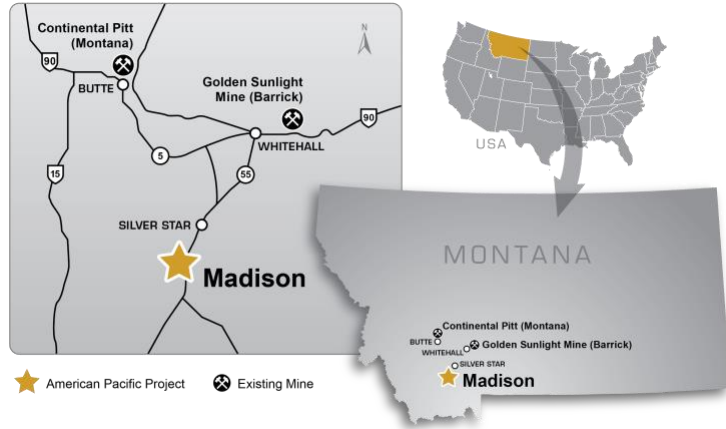 Continental Pitt
(Montana)
N
90
BUTTE
Golden Sunlight
Mine (Barrick)
90
WHITEHALL
5
15
55
SILVER STAR
Madison
American Pacific Project
Existing Mine
USA
MONTANA
Continental Pitt (Montana)
BUTTE
Golden Sunlight Mine (Barrick)
WHITEHALL
SILVER STAR
Madison